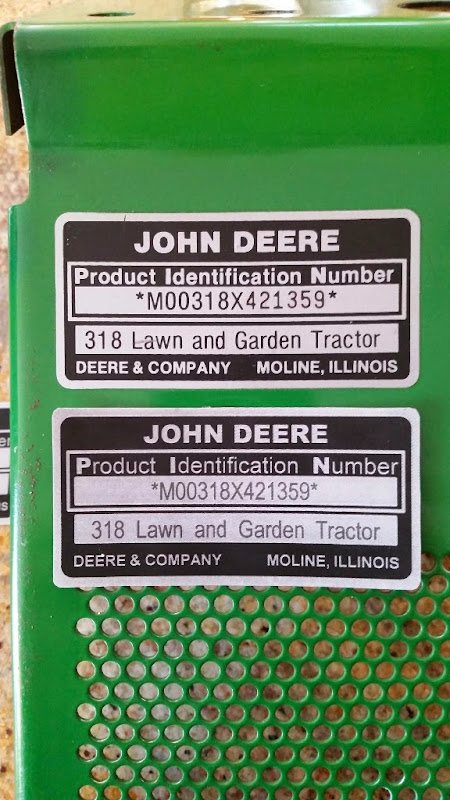 JOHN DEERE
Product Identification Number
*M00318X421359*
318 Lawn and Garden Tractor
DEERE & COMPANY MOLINE, ILLINOIS
JOHN DEERE
Product Identification Number
*M00318X421359*
318 Lawn and Garden Tractor
DEERE & COMPANY MOLINE, ILLINOIS